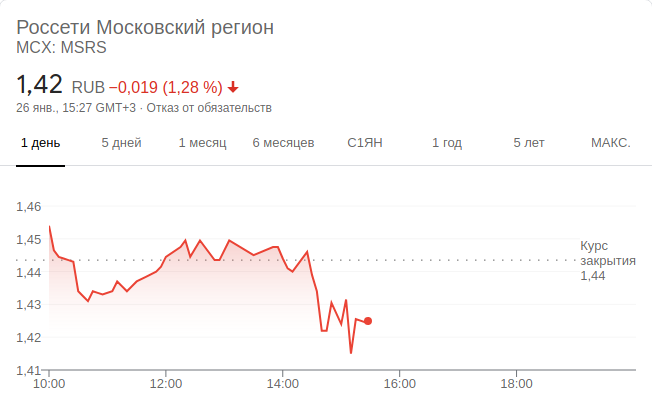 Россети Московский регион
MCX: MSRS
1,42 RUB −0,019 (1,28 %)
26 янв., 15:27 GMT+3 · Отказ от обязательств
1 день 5 дней 1 месяц 6 месяцев С1ЯН 1 год 5 лет МАКС.
1,46
1,45
Курс
закрытия
1,44
1,44
1,43
1,42
1,41
10:00 12:00 14:00 16:00 18:00